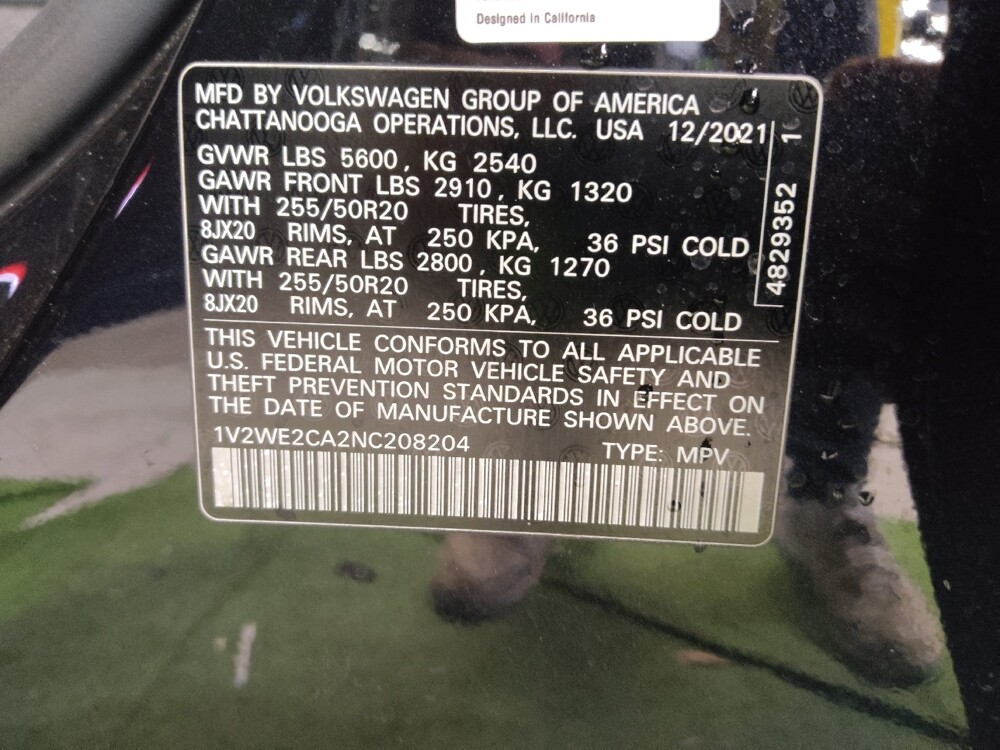 Designed in California
MFD BY VOLKSWAGEN GROUP OF AMERICA
CHATTANOOGA OPERATIONS, LLC. USA 12/2021
GVWR LBS 5600, KG 2540
GAWR FRONT LBS 2910, KG 1320
WITH 255/50R20 TIRES,
8JX20 RIMS, AT 250 KPA, 36 PSI COLD
GAWR REAR LBS 2800, KG 1270
WITH 255/50R20 TIRES,
8JX20 RIMS, AT 250 KPA, 36 PSI COLD
4829352 1
THIS VEHICLE CONFORMS TO ALL APPLICABLE
U.S. FEDERAL MOTOR VEHICLE SAFETY AND
THEFT PREVENTION STANDARDS IN EFFECT ON
THE DATE OF MANUFACTURE SHOWN ABOVE.
1V2WE2CA2NC208204 TYPE: MPV